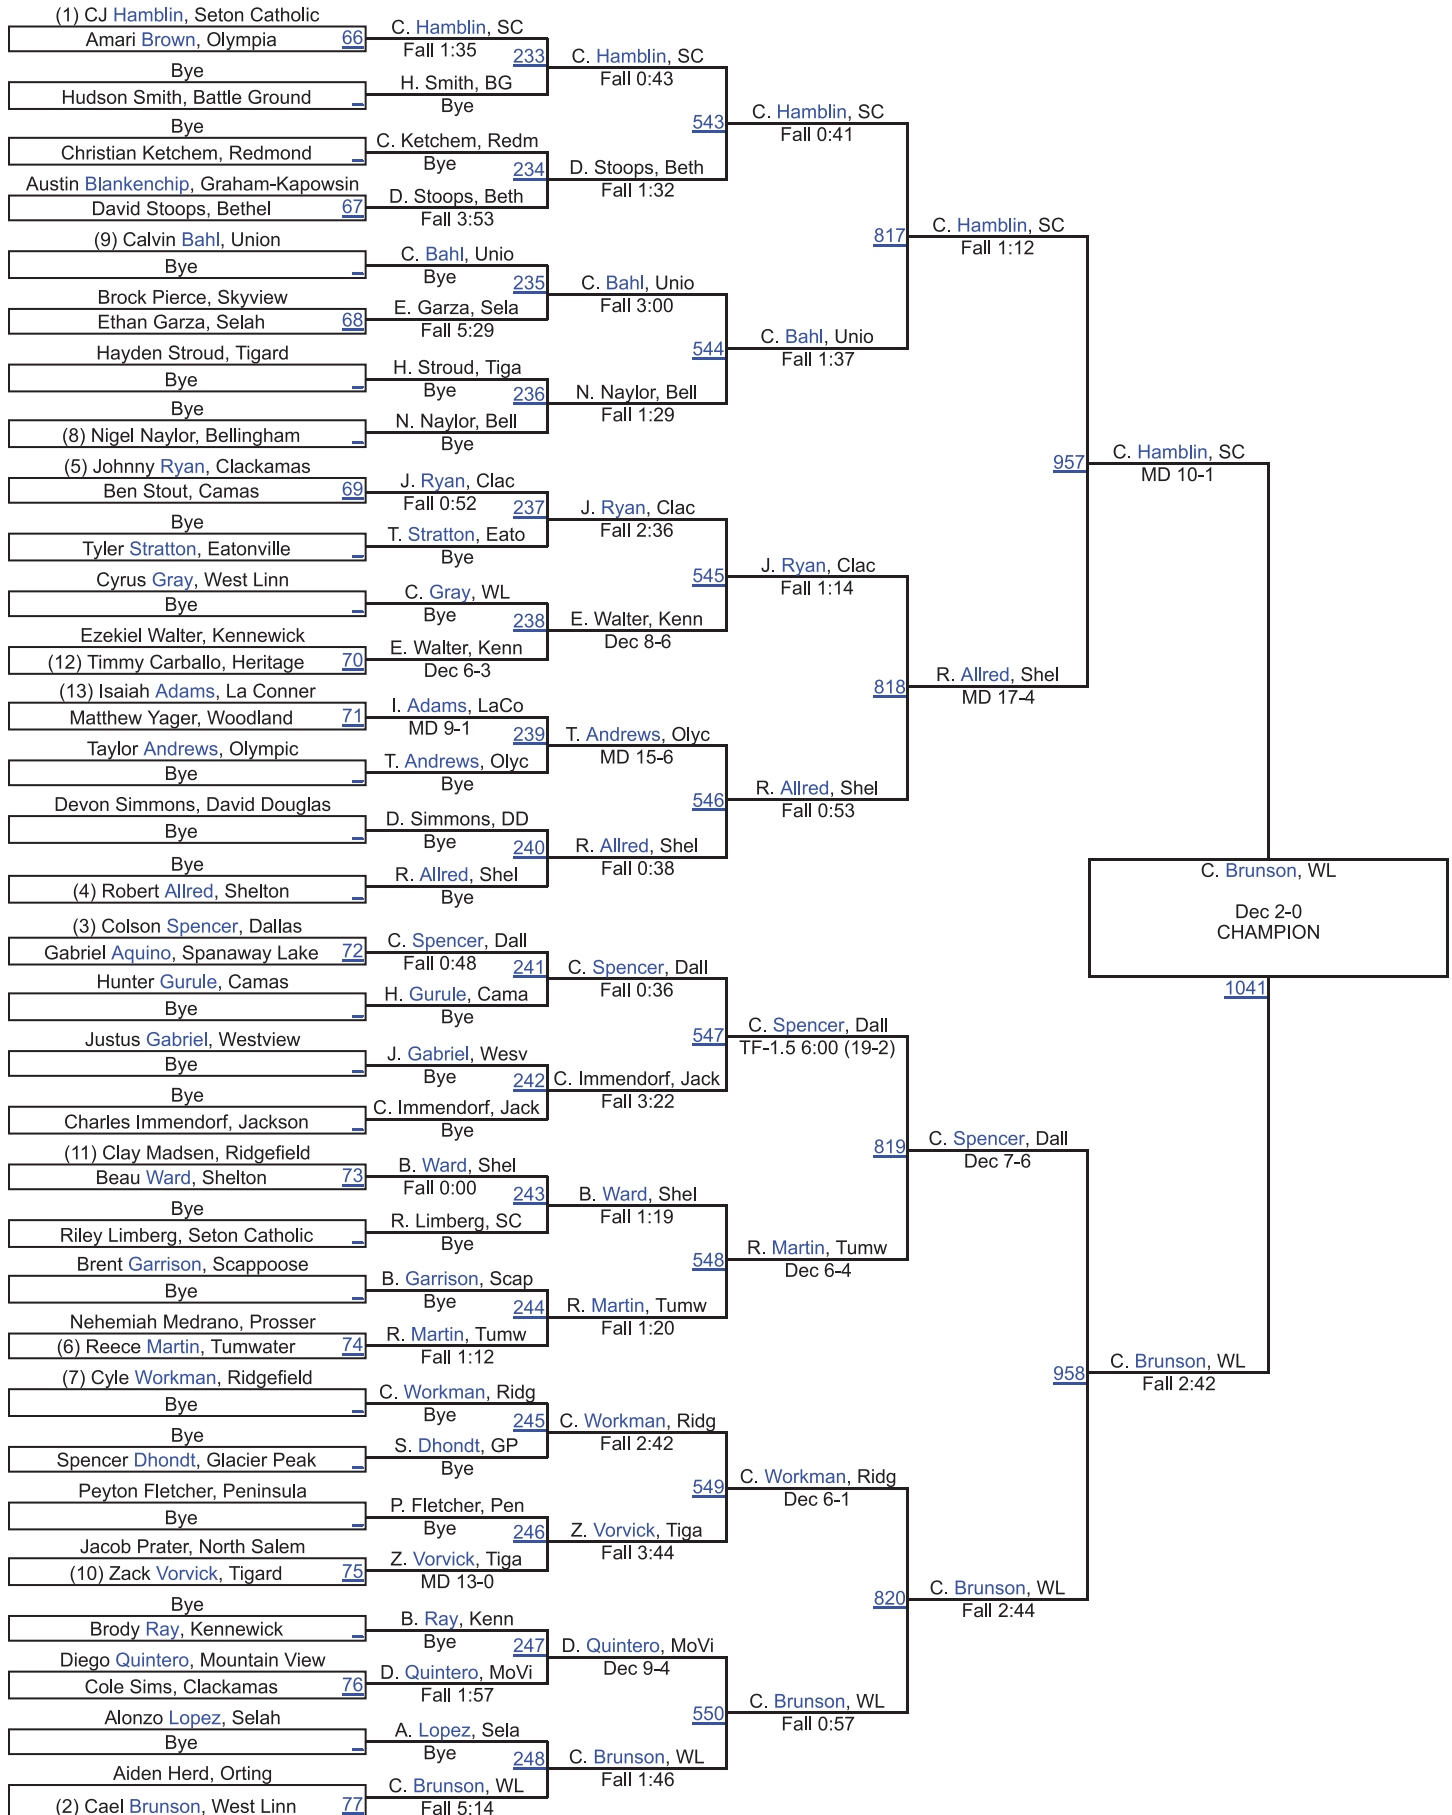 (1) CJ Hamblin, Seton Catholic
Amari Brown, Olympia 66
Bye
Hudson Smith, Battle Ground
Bye
Christian Ketchem, Redmond
Austin Blankenchip, Graham-Kapowsin
David Stoops, Bethel 67
(9) Calvin Bahl, Union
Bye
Brock Pierce, Skyview
Ethan Garza, Selah 68
Hayden Stroud, Tigard
Bye
Bye
(8) Nigel Naylor, Bellingham
(5) Johnny Ryan, Clackamas
Ben Stout, Camas 69
Bye
Tyler Stratton, Eatonville
Cyrus Gray, West Linn
Bye
Ezekiel Walter, Kennewick
(12) Timmy Carballo, Heritage 70
(13) Isaiah Adams, La Conner
Matthew Yager, Woodland 71
Taylor Andrews, Olympic
Bye
Devon Simmons, David Douglas
Bye
Bye
(4) Robert Allred, Shelton
(3) Colson Spencer, Dallas
Gabriel Aquino, Spanaway Lake 72
Hunter Gurule, Camas
Bye
Justus Gabriel, Westview
Bye
Bye
Charles Immendorf, Jackson
(11) Clay Madsen, Ridgefield
Beau Ward, Shelton 73
Bye
Riley Limberg, Seton Catholic
Brent Garrison, Scappoose
Bye
Nehemiah Medrano, Prosser
(6) Reece Martin, Tumwater 74
(7) Cyle Workman, Ridgefield
Bye
Bye
Spencer Dhondt, Glacier Peak
Peyton Fletcher, Peninsula
Bye
Jacob Prater, North Salem
(10) Zack Vorvick, Tigard 75
Bye
Brody Ray, Kennewick
Diego Quintero, Mountain View
Cole Sims, Clackamas 76
Alonzo Lopez, Selah
Bye
Aiden Herd, Orting
(2) Cael Brunson, West Linn 77
C. Hamblin, SC
Fall 1:35
233
H. Smith, BG
Bye
C. Ketchem, Redm
Bye
234
D. Stoops, Beth
Fall 3:53
C. Bahl, Unio
Bye
235
E. Garza, Sela
Fall 5:29
H. Stroud, Tiga
Bye
236
N. Naylor, Bell
Bye
J. Ryan, Clac
Fall 0:52
237
T. Stratton, Eato
Bye
C. Gray, WL
Bye
238
E. Walter, Kenn
Dec 6-3
I. Adams, LaCo
MD 9-1
239
T. Andrews, Olyc
Bye
D. Simmons, DD
Bye
240
R. Allred, Shel
Bye
C. Spencer, Dall
Fall 0:48
241
H. Gurule, Cama
Bye
J. Gabriel, Wesv
Bye
242
C. Immendorf, Jack
Bye
B. Ward, Shel
Fall 0:00
243
R. Limberg, SC
Bye
B. Garrison, Scap
Bye
244
R. Martin, Tumw
Fall 1:12
C. Workman, Ridg
Bye
245
S. Dhondt, GP
Bye
P. Fletcher, Pen
Bye
246
Z. Vorvick, Tiga
MD 13-0
B. Ray, Kenn
Bye
247
D. Quintero, MoVi
Fall 1:57
A. Lopez, Sela
Bye
248
C. Brunson, WL
Fall 5:14
C. Hamblin, SC
Fall 0:43
543
D. Stoops, Beth
Fall 1:32
C. Bahl, Unio
Fall 3:00
544
N. Naylor, Bell
Fall 1:29
J. Ryan, Clac
Fall 2:36
545
E. Walter, Kenn
Dec 8-6
T. Andrews, Olyc
MD 15-6
546
R. Allred, Shel
Fall 0:38
C. Spencer, Dall
Fall 0:36
547
C. Immendorf, Jack
Fall 3:22
B. Ward, Shel
Fall 1:19
548
R. Martin, Tumw
Fall 1:20
C. Workman, Ridg
Fall 2:42
549
Z. Vorvick, Tiga
Fall 3:44
D. Quintero, MoVi
Dec 9-4
550
C. Brunson, WL
Fall 1:46
C. Hamblin, SC
Fall 0:41
817
C. Bahl, Unio
Fall 1:37
J. Ryan, Clac
Fall 1:14
818
R. Allred, Shel
Fall 0:53
C. Spencer, Dall
TF-1.5 6:00 (19-2)
819
R. Martin, Tumw
Dec 6-4
C. Workman, Ridg
Dec 6-1
820
C. Brunson, WL
Fall 0:57
C. Hamblin, SC
Fall 1:12
957
R. Allred, Shel
MD 17-4
C. Spencer, Dall
Dec 7-6
958
C. Brunson, WL
Fall 2:44
C. Hamblin, SC
MD 10-1
C. Brunson, WL
Dec 2-0
CHAMPION
1041
C. Brunson, WL
Fall 2:42